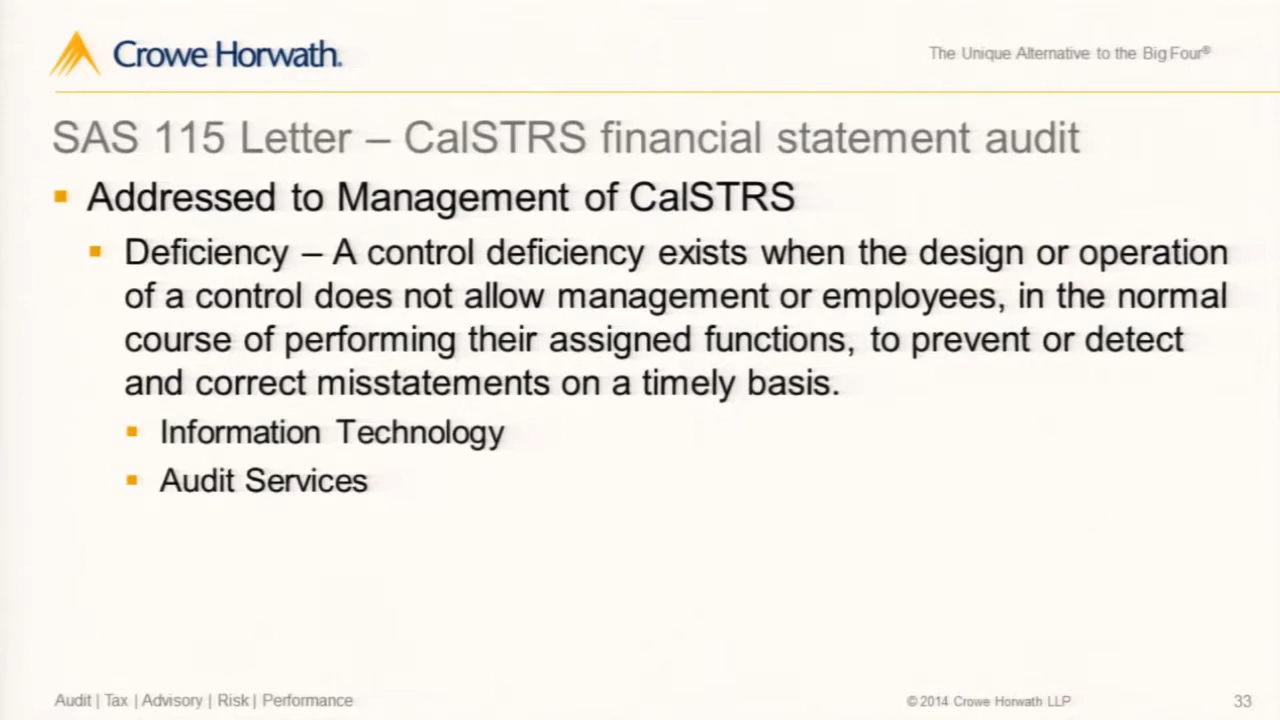 Crowe Horwath.
The Unique Alternative to the Big Four®
SAS 115 Letter – CalSTRS financial statement audit
Addressed to Management of CalSTRS
Deficiency – A control deficiency exists when the design or operation
of a control does not allow management or employees, in the normal
course of performing their assigned functions, to prevent or detect
and correct misstatements on a timely basis.
Information Technology
Audit Services
Audit | Tax | Advisory | Risk | Performance
© 2014 Crowe Horwath LLP
33